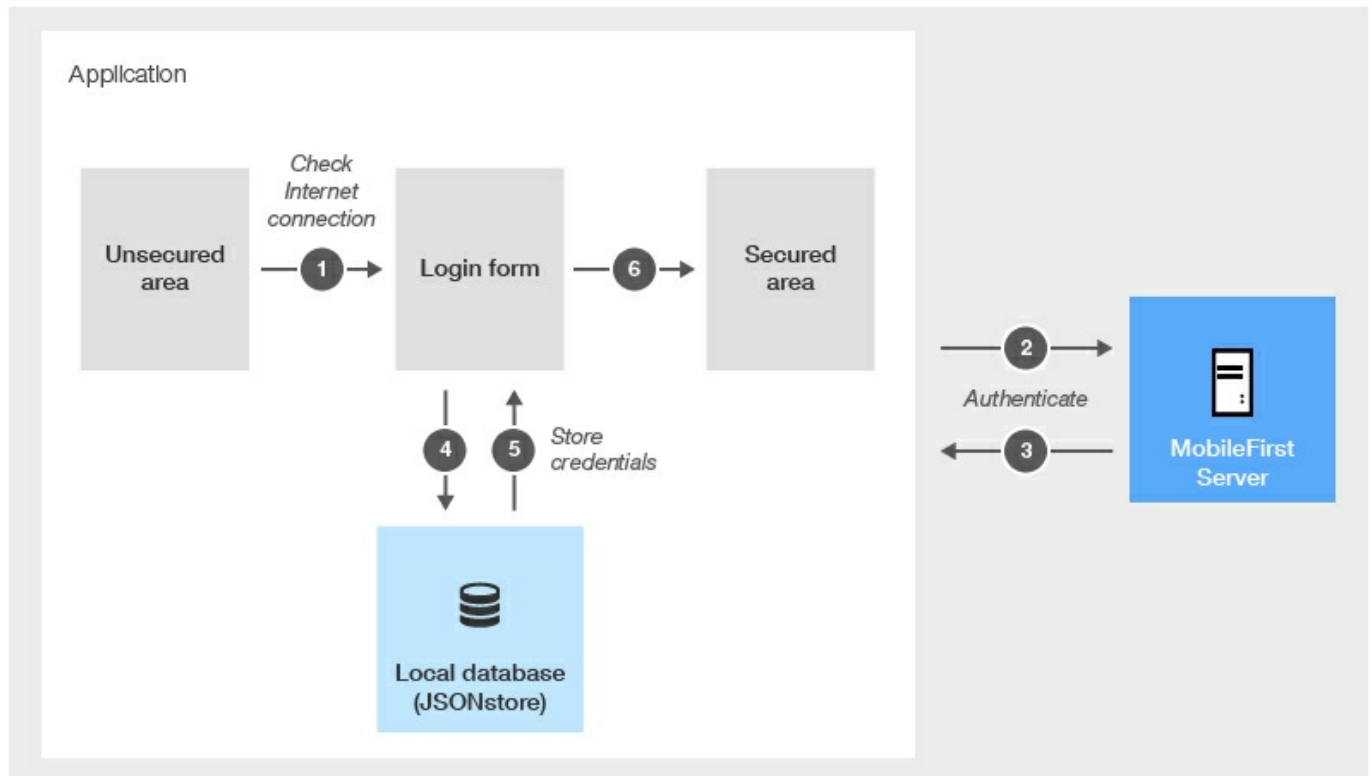 Application
Check
Internet
connection
Unsecured
area
1
Login form
6
Secured
area
2
Authenticate
3
MobileFirst
Server
4
5
Store
credentials
Local database
(JSONstore)